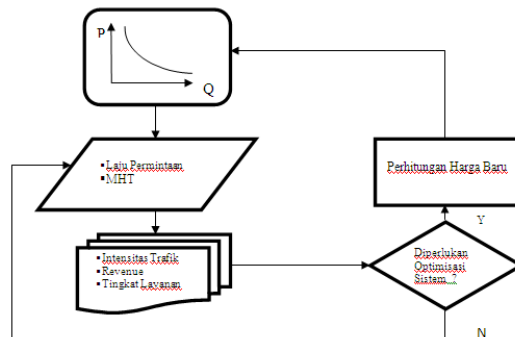 P
Q
▪ Laju Permintaan
▪ MHT
▪ Intensitas Trafik
▪ Revenue
▪ Tingkat Layanan
Perhitungan Harga Baru
Y
Diperlukan
Optimisasi
Sistem ?
N